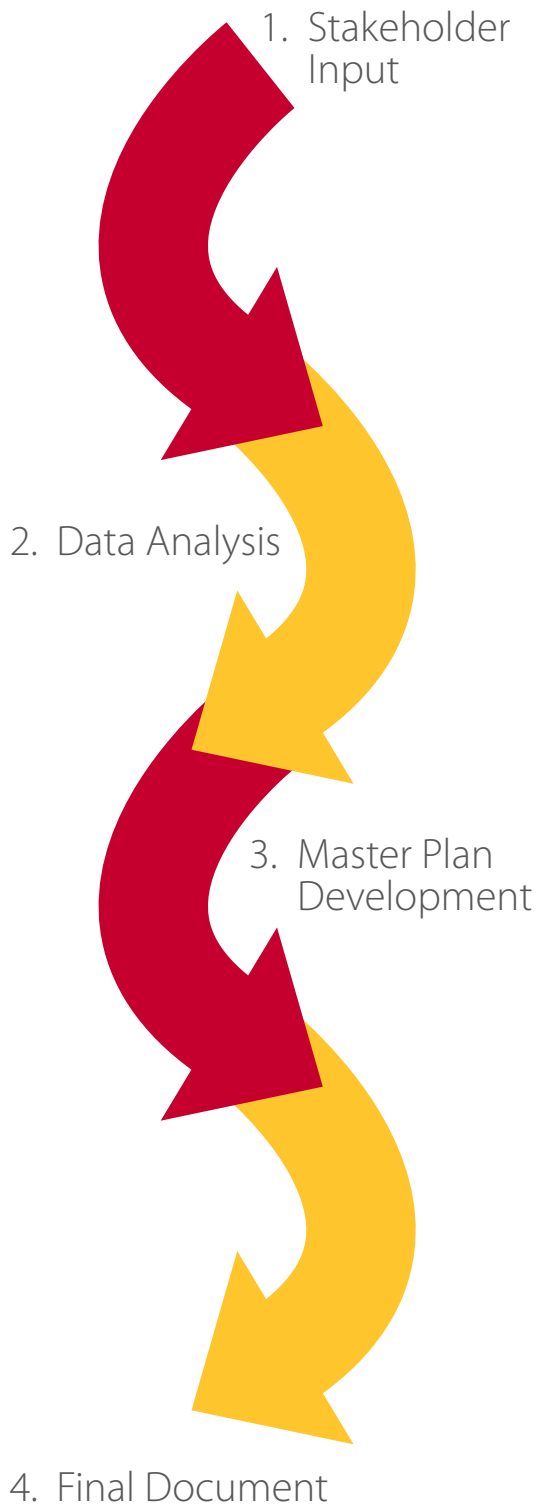 1. Stakeholder
Input
2. Data Analysis
3. Master Plan
Development
4. Final Document